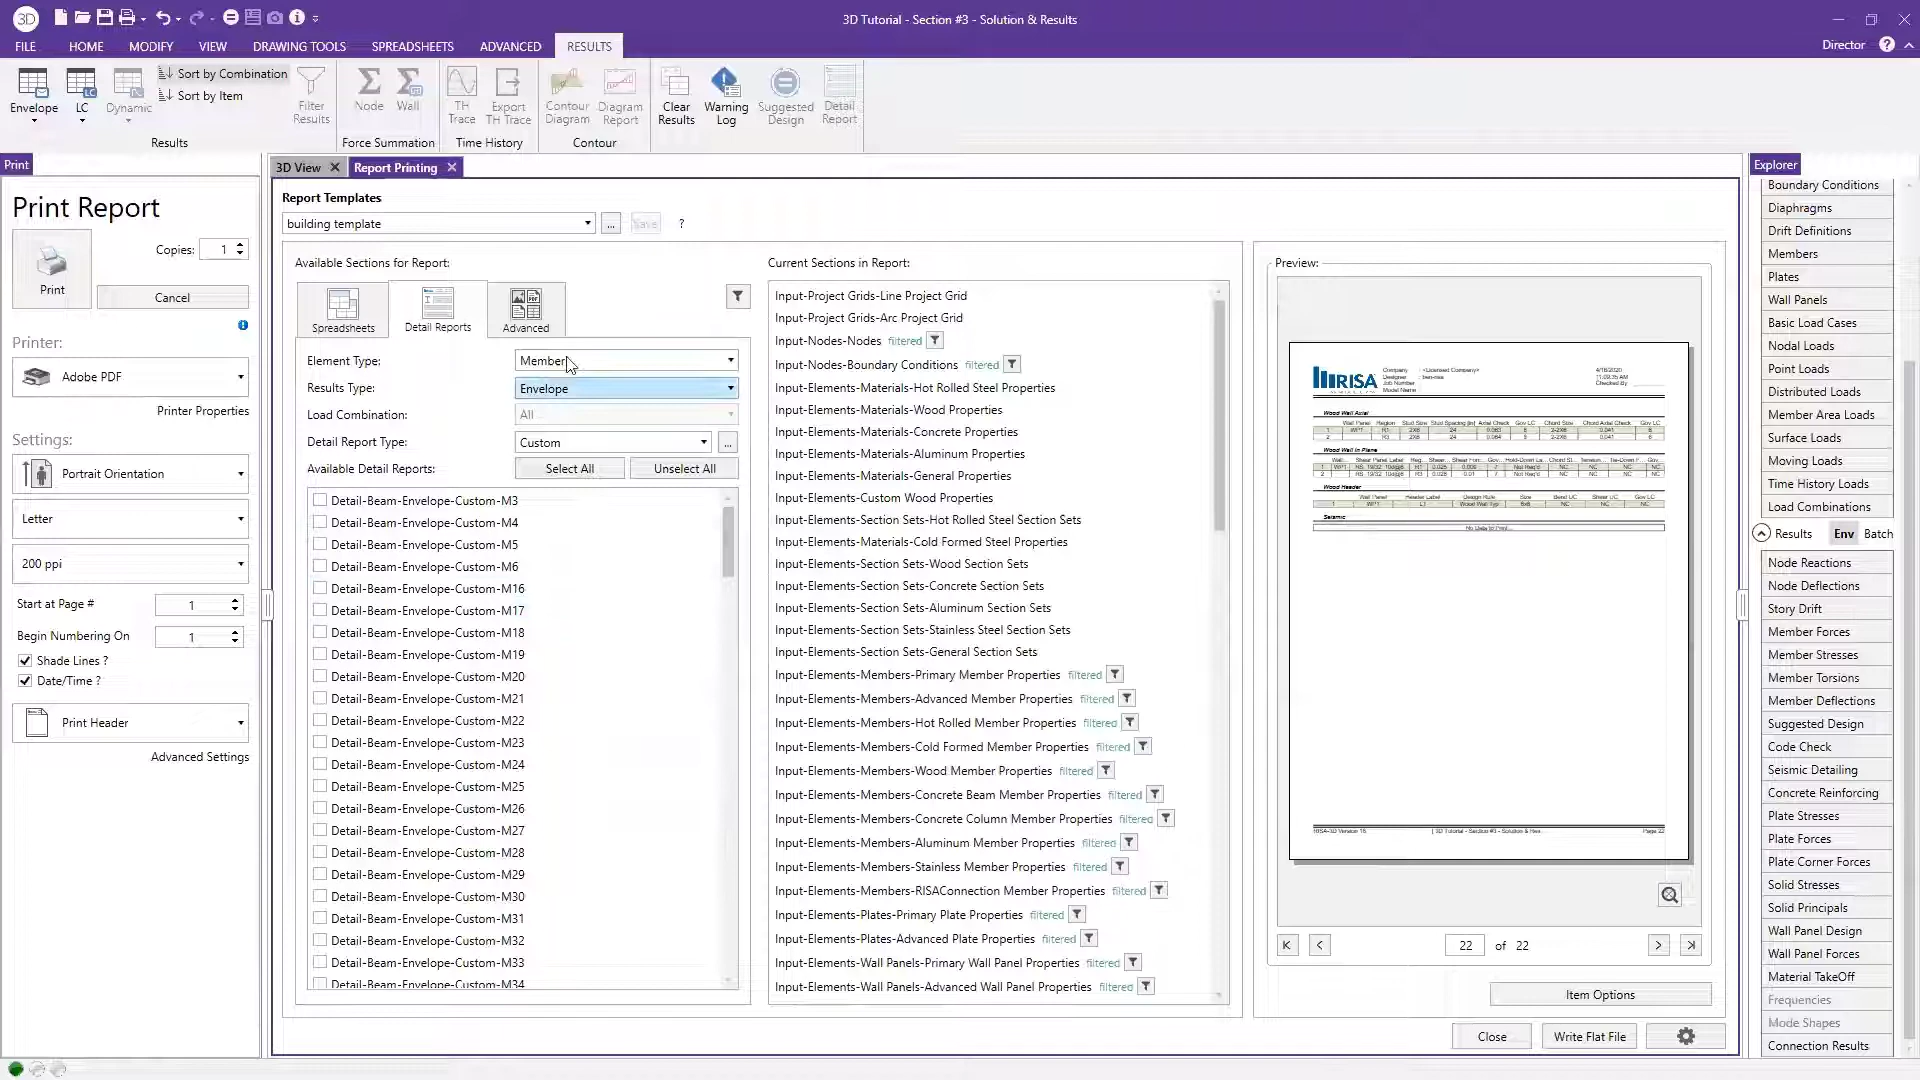 3D
3D Tutorial - Section #3 - Solution & Results
FILE
HOME
MODIFY
VIEW
DRAWING TOOLS
SPREADSHEETS
ADVANCED
RESULTS
Director
Envelope
LC
Dynamic
Sort by Combination
Sort by Item
Filter
Results
Results
Node
Wall
Force Summation
TH
Trace
Export
TH Trace
Time History
Contour
Diagram
Diagram
Report
Contour
Clear
Results
Warning
Log
Suggested
Design
Detail
Report
Print
Print Report
Print
Copies: 1
Cancel
Printer:
Adobe PDF
Printer Properties
Settings:
Portrait Orientation
Letter
200 ppi
Start at Page # 1
Begin Numbering On 1
Shade Lines ?
Date/Time ?
Print Header
Advanced Settings
3D View
Report Printing
Report Templates
building template
...
Save
?
Available Sections for Report:
Spreadsheets
Detail Reports
Advanced
Element Type: Member
Results Type: Envelope
Load Combination: All
Detail Report Type: Custom ...
Available Detail Reports: Select All Unselect All
Detail-Beam-Envelope-Custom-M3
Detail-Beam-Envelope-Custom-M4
Detail-Beam-Envelope-Custom-M5
Detail-Beam-Envelope-Custom-M6
Detail-Beam-Envelope-Custom-M16
Detail-Beam-Envelope-Custom-M17
Detail-Beam-Envelope-Custom-M18
Detail-Beam-Envelope-Custom-M19
Detail-Beam-Envelope-Custom-M20
Detail-Beam-Envelope-Custom-M21
Detail-Beam-Envelope-Custom-M22
Detail-Beam-Envelope-Custom-M23
Detail-Beam-Envelope-Custom-M24
Detail-Beam-Envelope-Custom-M25
Detail-Beam-Envelope-Custom-M26
Detail-Beam-Envelope-Custom-M27
Detail-Beam-Envelope-Custom-M28
Detail-Beam-Envelope-Custom-M29
Detail-Beam-Envelope-Custom-M30
Detail-Beam-Envelope-Custom-M31
Detail-Beam-Envelope-Custom-M32
Detail-Beam-Envelope-Custom-M33
Detail-Beam-Envelope-Custom-M34
Current Sections in Report:
Input-Project Grids-Line Project Grid
Input-Project Grids-Arc Project Grid
Input-Nodes-Nodes filtered
Input-Nodes-Boundary Conditions filtered
Input-Elements-Materials-Hot Rolled Steel Properties
Input-Elements-Materials-Wood Properties
Input-Elements-Materials-Concrete Properties
Input-Elements-Materials-Aluminum Properties
Input-Elements-Materials-General Properties
Input-Elements-Custom Wood Properties
Input-Elements-Section Sets-Hot Rolled Steel Section Sets
Input-Elements-Materials-Cold Formed Steel Properties
Input-Elements-Section Sets-Wood Section Sets
Input-Elements-Section Sets-Concrete Section Sets
Input-Elements-Section Sets-Aluminum Section Sets
Input-Elements-Section Sets-Stainless Steel Section Sets
Input-Elements-Section Sets-General Section Sets
Input-Elements-Members-Primary Member Properties filtered
Input-Elements-Members-Advanced Member Properties filtered
Input-Elements-Members-Hot Rolled Member Properties filtered
Input-Elements-Members-Cold Formed Member Properties filtered
Input-Elements-Members-Wood Member Properties filtered
Input-Elements-Members-Concrete Beam Member Properties filtered
Input-Elements-Members-Concrete Column Member Properties filtered
Input-Elements-Members-Aluminum Member Properties filtered
Input-Elements-Members-Stainless Member Properties filtered
Input-Elements-Members-RISAConnection Member Properties filtered
Input-Elements-Plates-Primary Plate Properties filtered
Input-Elements-Plates-Advanced Plate Properties filtered
Input-Elements-Wall Panels-Primary Wall Panel Properties filtered
Input-Elements-Wall Panels-Advanced Wall Panel Properties filtered
Preview:
RISA
Wood Wall Axial
Wood Wall In Plane
Wood Header
Seismic
22 of 22
Item Options
Close
Write Flat File
Explorer
Boundary Conditions
Diaphragms
Drift Definitions
Members
Plates
Wall Panels
Basic Load Cases
Nodal Loads
Point Loads
Distributed Loads
Member Area Loads
Surface Loads
Moving Loads
Time History Loads
Load Combinations
Results Env Batch
Node Reactions
Node Deflections
Story Drift
Member Forces
Member Stresses
Member Torsions
Member Deflections
Suggested Design
Code Check
Seismic Detailing
Concrete Reinforcing
Plate Stresses
Plate Forces
Plate Corner Forces
Solid Stresses
Solid Principals
Wall Panel Design
Wall Panel Forces
Material TakeOff
Frequencies
Mode Shapes
Connection Results